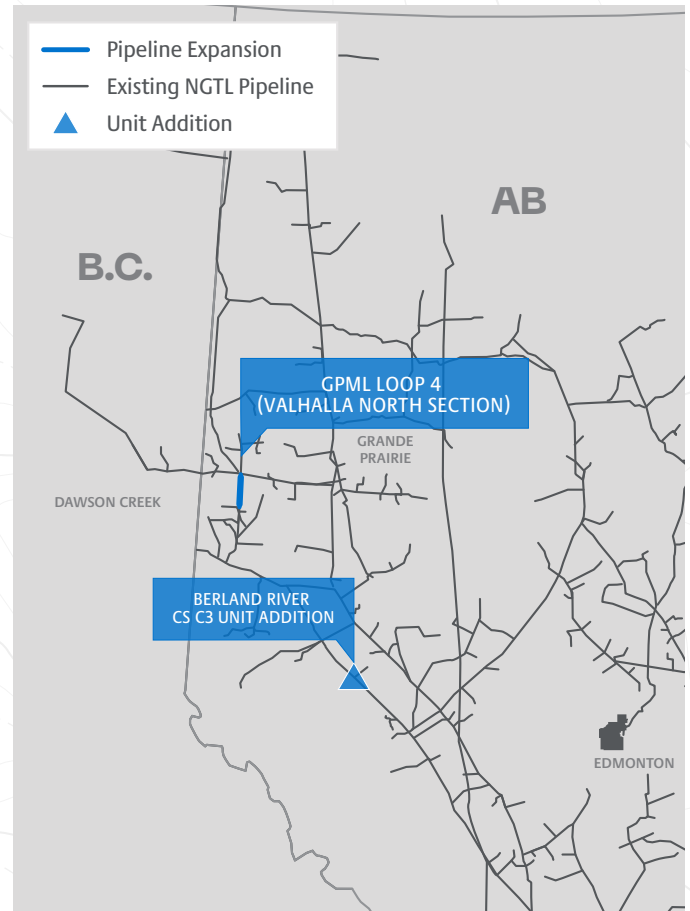 Pipeline Expansion
Existing NGTL Pipeline
Unit Addition
AB
B.C.
GPML LOOP 4
(VALHALLA NORTH SECTION)
GRANDE
PRAIRIE
DAWSON CREEK
BERLAND RIVER
CS C3 UNIT ADDITION
EDMONTON